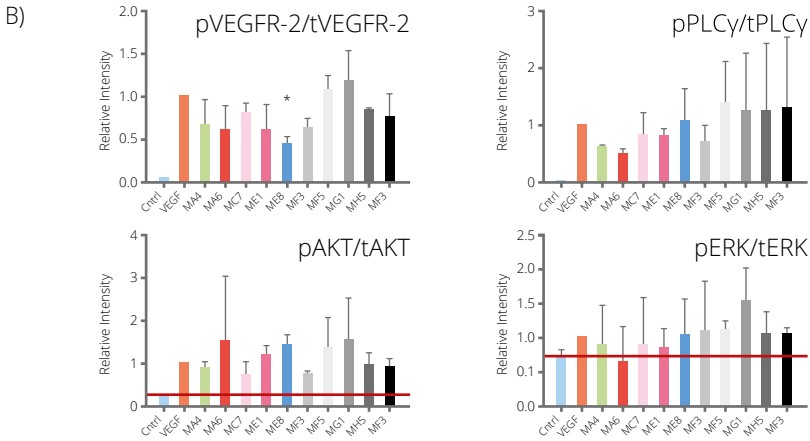 B)
pVEGFR-2/tVEGFR-2
Relative Intensity
2.0
1.5
1.0
0.5
0.0
*
Cntrl VEGF MA4 MA6 MC7 ME1 ME8 MF3 MF5 MG1 MH5 MF3
pPLCγ/tPLCγ
Relative Intensity
3
2
1
0
Cntrl VEGF MA4 MA6 MC7 ME1 ME8 MF3 MF5 MG1 MH5 MF3
pAKT/tAKT
Relative Intensity
4
3
2
1
0
Cntrl VEGF MA4 MA6 MC7 ME1 ME8 MF3 MF5 MG1 MH5 MF3
pERK/tERK
Relative Intensity
2.5
2.0
1.5
1.0
0.1
0.0
Cntrl VEGF MA4 MA6 MC7 ME1 ME8 MF3 MF5 MG1 MH5 MF3